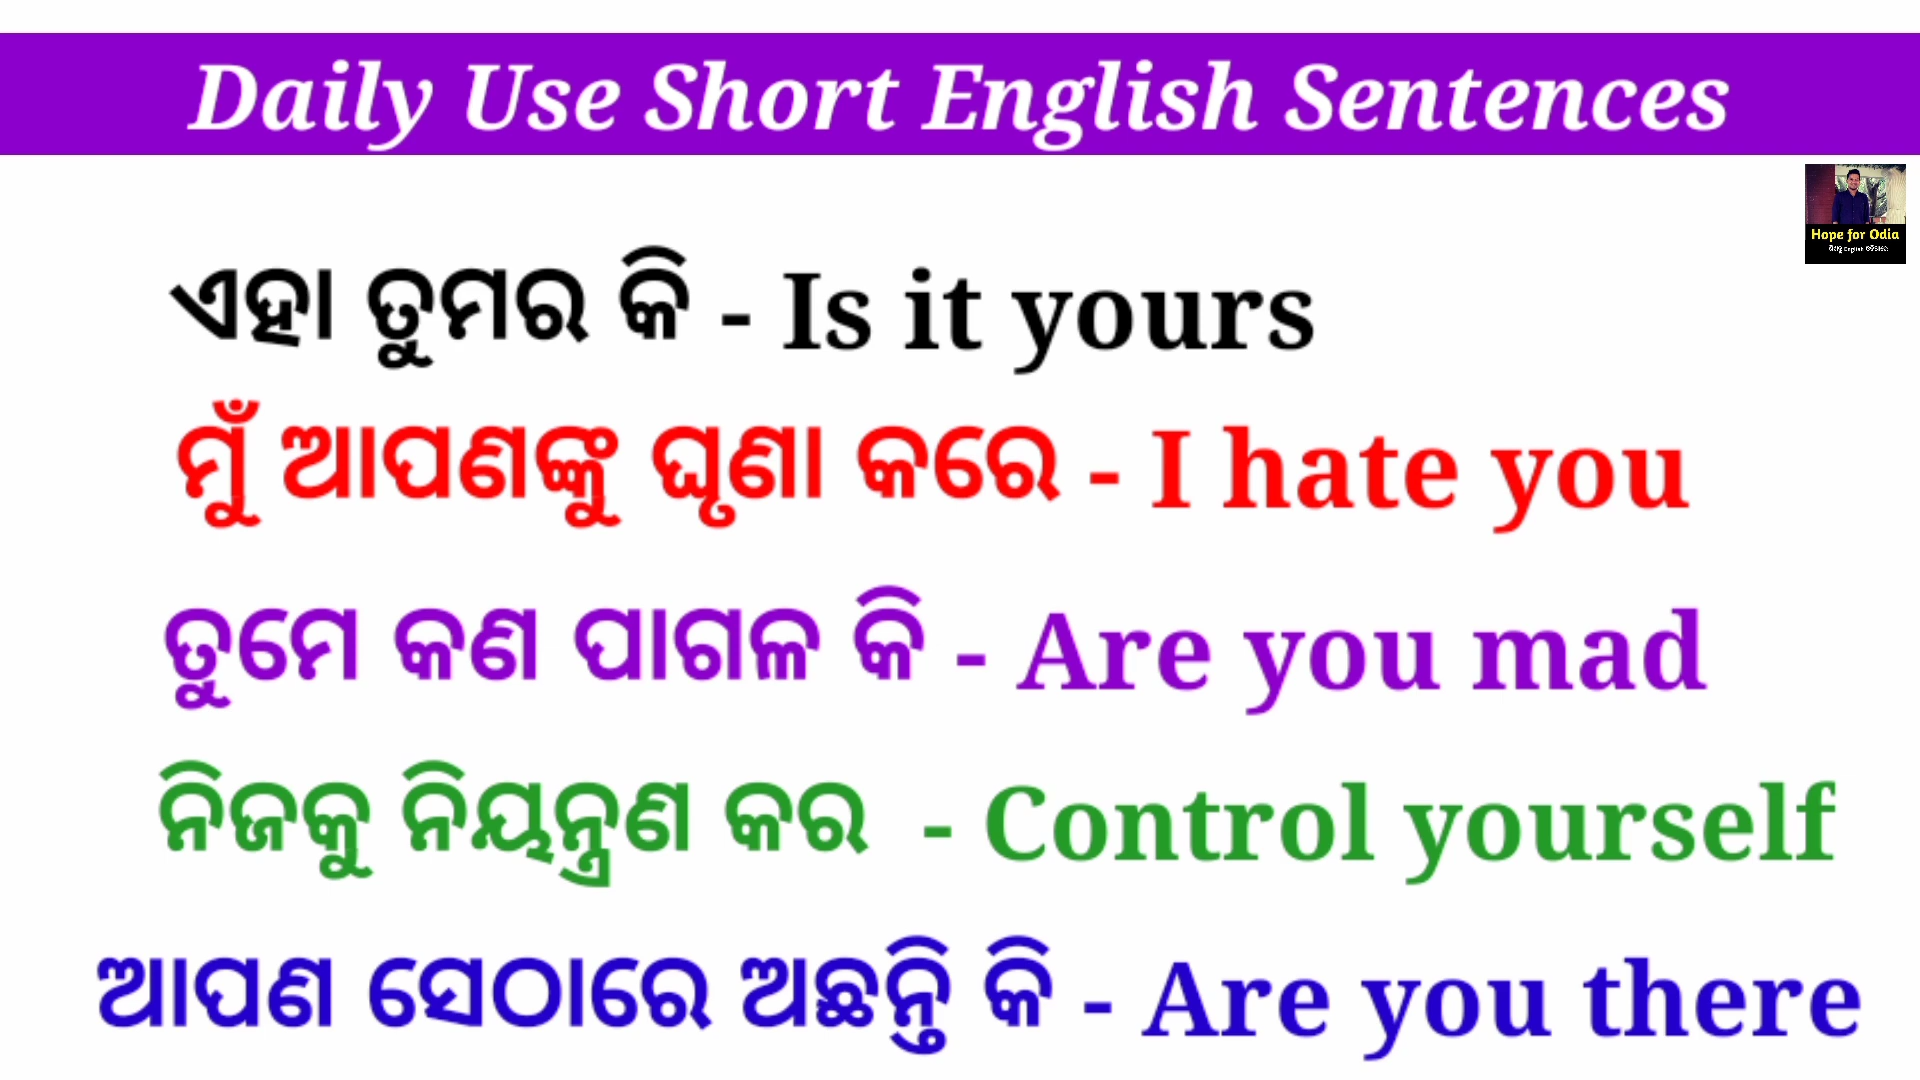 Daily Use Short English Sentences
Hope for Odia
ଏହା ତୁମର କି - Is it yours
ମୁଁ ଆପଣଙ୍କୁ ଘୃଣା କରେ - I hate you
ତୁମେ କଣ ପାଗଳ କି - Are you mad
ନିଜକୁ ନିୟନ୍ତ୍ରଣ କର - Control yourself
ଆପଣ ସେଠାରେ ଅଛନ୍ତି କି - Are you there